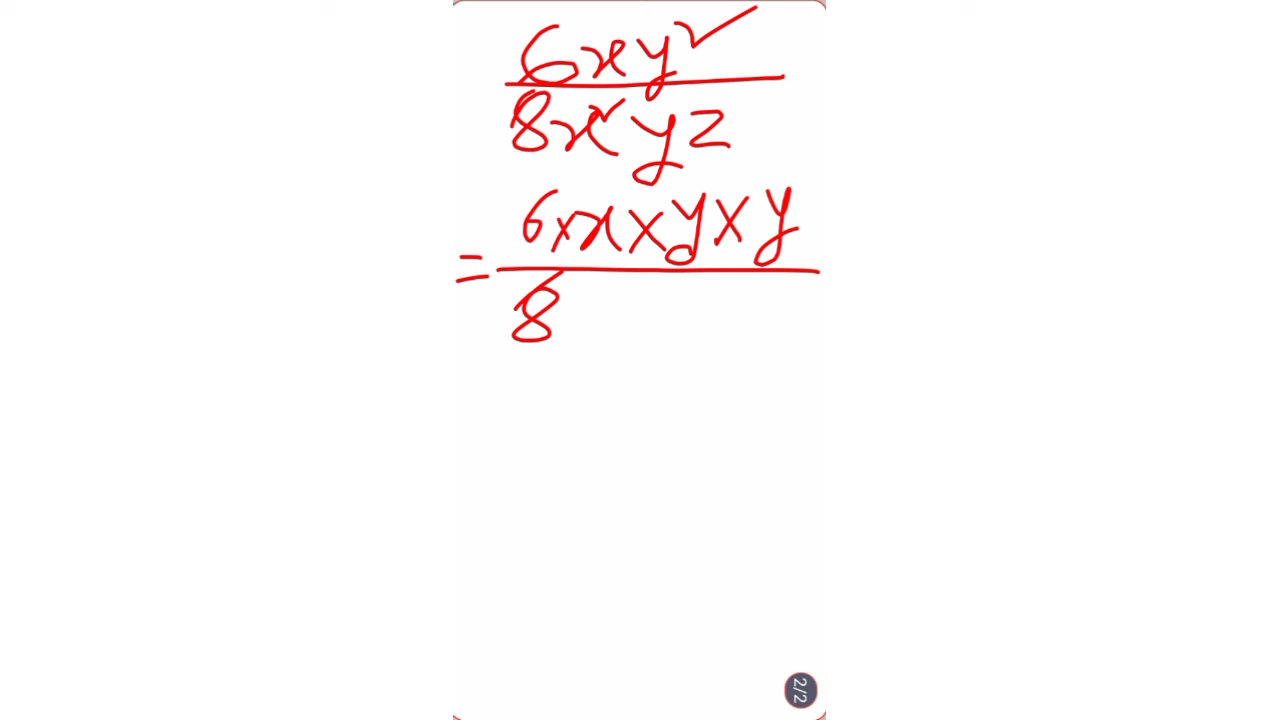 6xy²
8x²yz
6×x×y×y
=
8
2/2